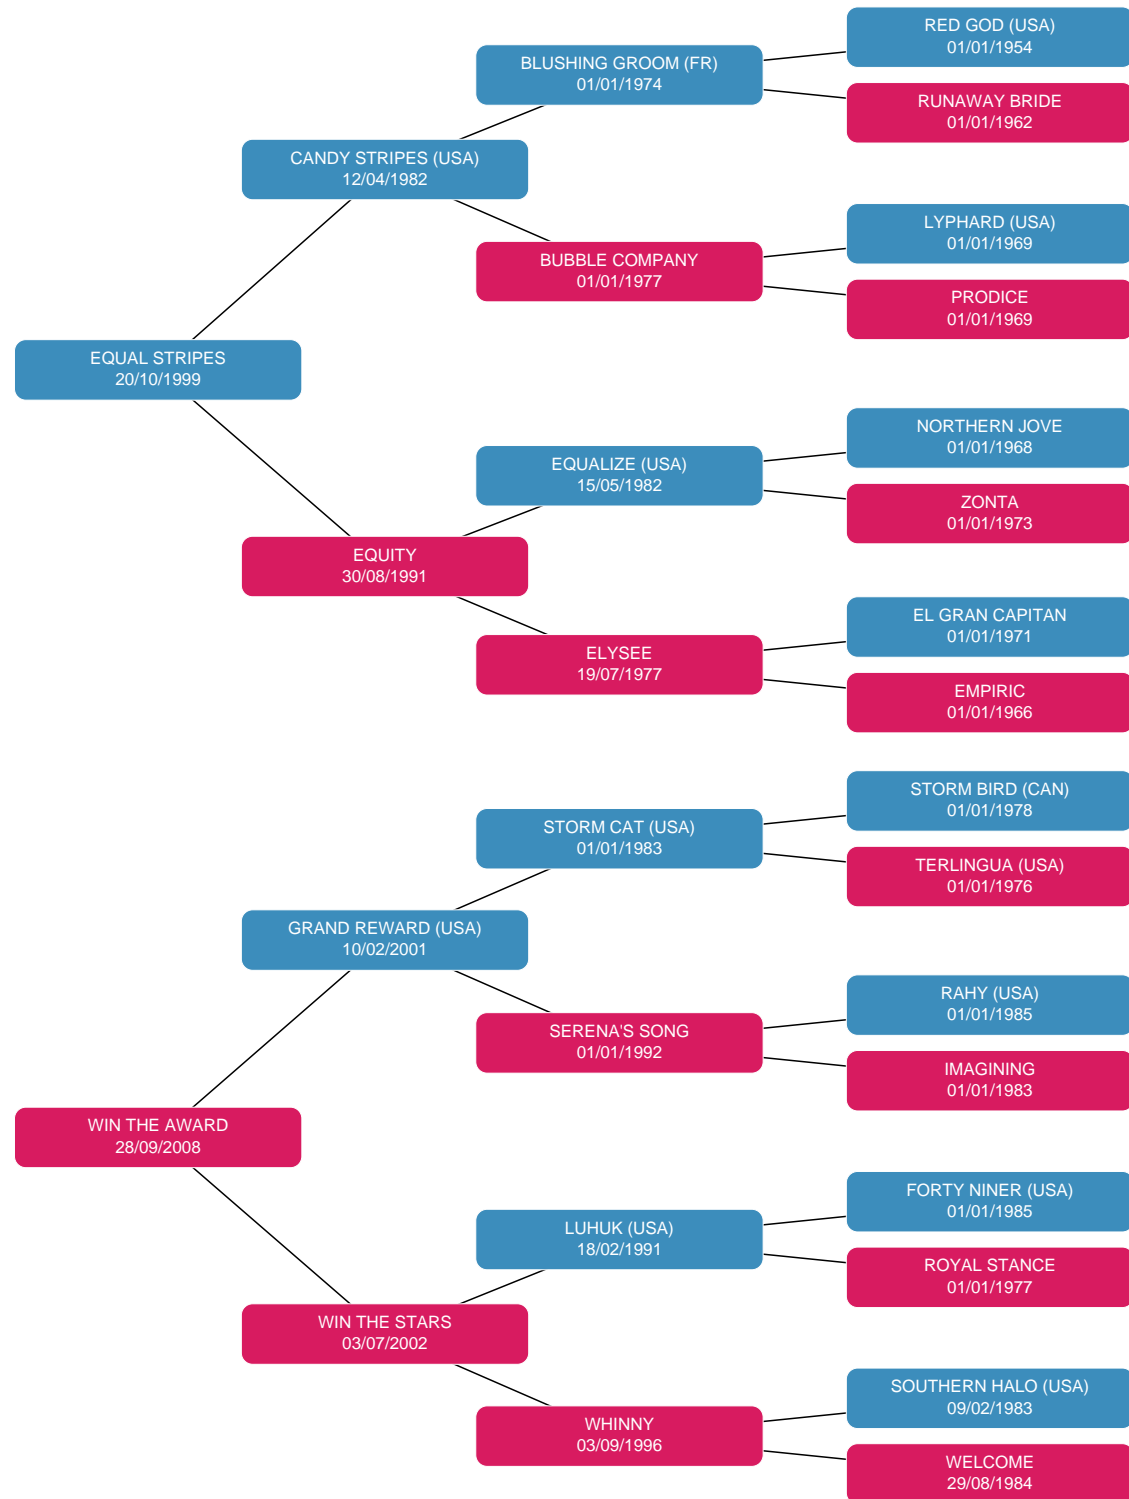 RED GOD (USA)
01/01/1954
BLUSHING GROOM (FR)
01/01/1974
RUNAWAY BRIDE
01/01/1962
CANDY STRIPES (USA)
12/04/1982
LYPHARD (USA)
01/01/1969
BUBBLE COMPANY
01/01/1977
PRODICE
01/01/1969
EQUAL STRIPES
20/10/1999
NORTHERN JOVE
01/01/1968
EQUALIZE (USA)
15/05/1982
ZONTA
01/01/1973
EQUITY
30/08/1991
EL GRAN CAPITAN
01/01/1971
ELYSEE
19/07/1977
EMPIRIC
01/01/1966
STORM BIRD (CAN)
01/01/1978
STORM CAT (USA)
01/01/1983
TERLINGUA (USA)
01/01/1976
GRAND REWARD (USA)
10/02/2001
RAHY (USA)
01/01/1985
SERENA'S SONG
01/01/1992
IMAGINING
01/01/1983
WIN THE AWARD
28/09/2008
FORTY NINER (USA)
01/01/1985
LUHUK (USA)
18/02/1991
ROYAL STANCE
01/01/1977
WIN THE STARS
03/07/2002
SOUTHERN HALO (USA)
09/02/1983
WHINNY
03/09/1996
WELCOME
29/08/1984